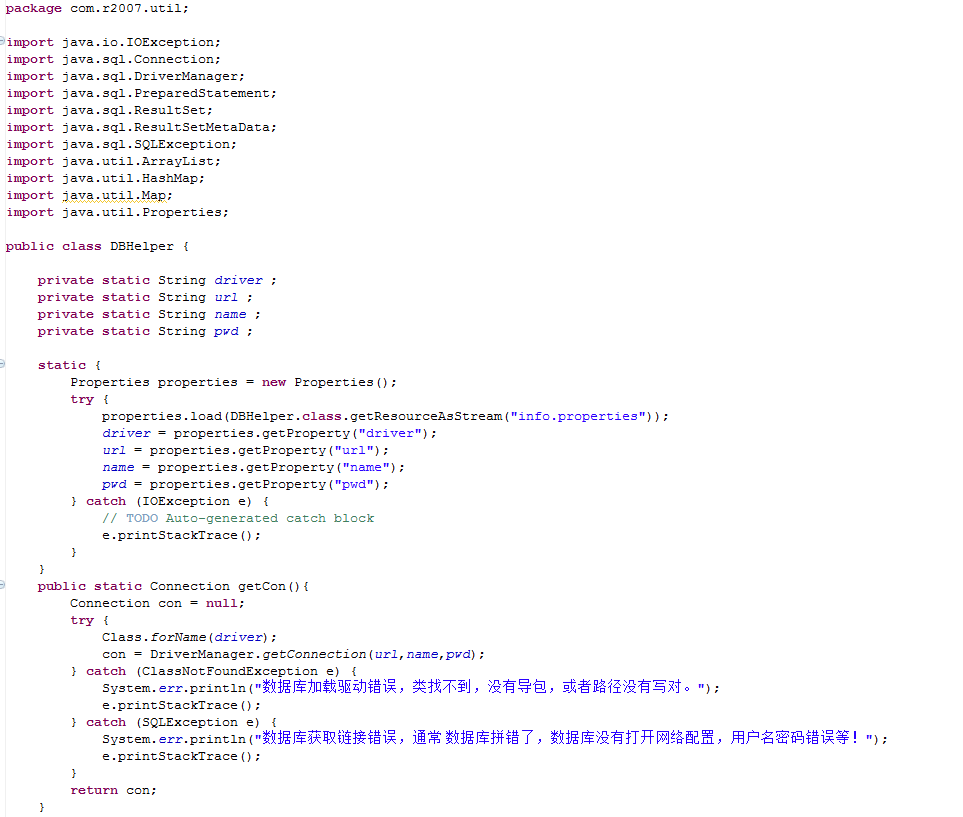 package com.r2007.util;
import java.io.IOException;
import java.sql.Connection;
import java.sql.DriverManager;
import java.sql.PreparedStatement;
import java.sql.ResultSet;
import java.sql.ResultSetMetaData;
import java.sql.SQLException;
import java.util.ArrayList;
import java.util.HashMap;
import java.util.Map;
import java.util.Properties;
public class DBHelper {
    private static String driver ;
    private static String url ;
    private static String name ;
    private static String pwd ;
    static {
        Properties properties = new Properties();
        try {
            properties.load(DBHelper.class.getResourceAsStream("info.properties"));
            driver = properties.getProperty("driver");
            url = properties.getProperty("url");
            name = properties.getProperty("name");
            pwd = properties.getProperty("pwd");
        } catch (IOException e) {
            // TODO Auto-generated catch block
            e.printStackTrace();
        }
    }
    public static Connection getCon(){
        Connection con = null;
        try {
            Class.forName(driver);
            con = DriverManager.getConnection(url,name,pwd);
        } catch (ClassNotFoundException e) {
            System.err.println("数据库加载驱动错误，类找不到，没有导包，或者路径没有写对。");
            e.printStackTrace();
        } catch (SQLException e) {
            System.err.println("数据库获取链接错误，通常 数据库拼错了，数据库没有打开网络配置，用户名密码错误等！");
            e.printStackTrace();
        }
        return con;
    }